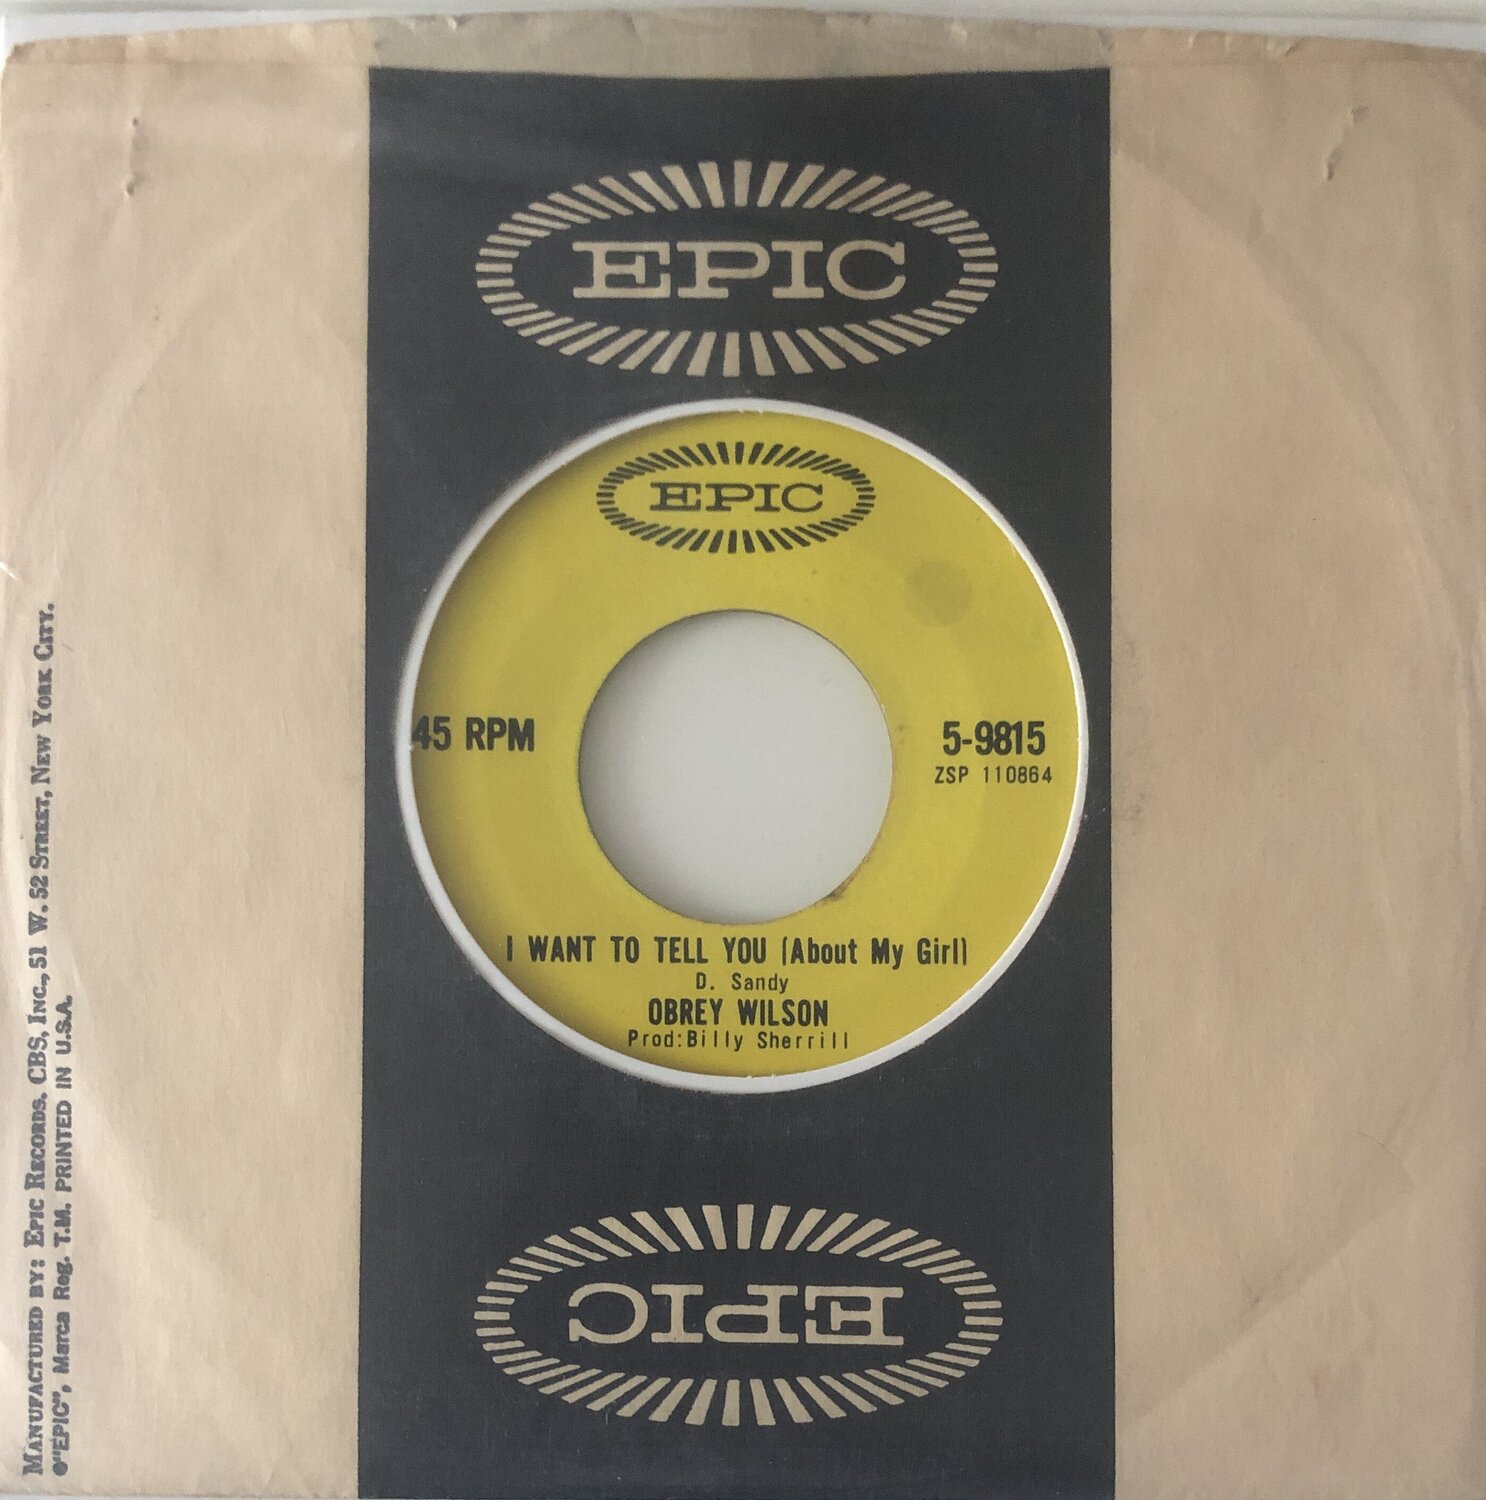 EPIC
EPIC
45 RPM
5-9815
ZSP 110864
I WANT TO TELL YOU (About My Girl)
D. Sandy
OBREY WILSON
Prod:Billy Sherrill
EPIC
MANUFACTURED BY: EPIC RECORDS. CBS, INC., 51 W. 52 STREET, NEW YORK CITY.
®"EPIC", Marca Reg. T.M. PRINTED IN U.S.A.